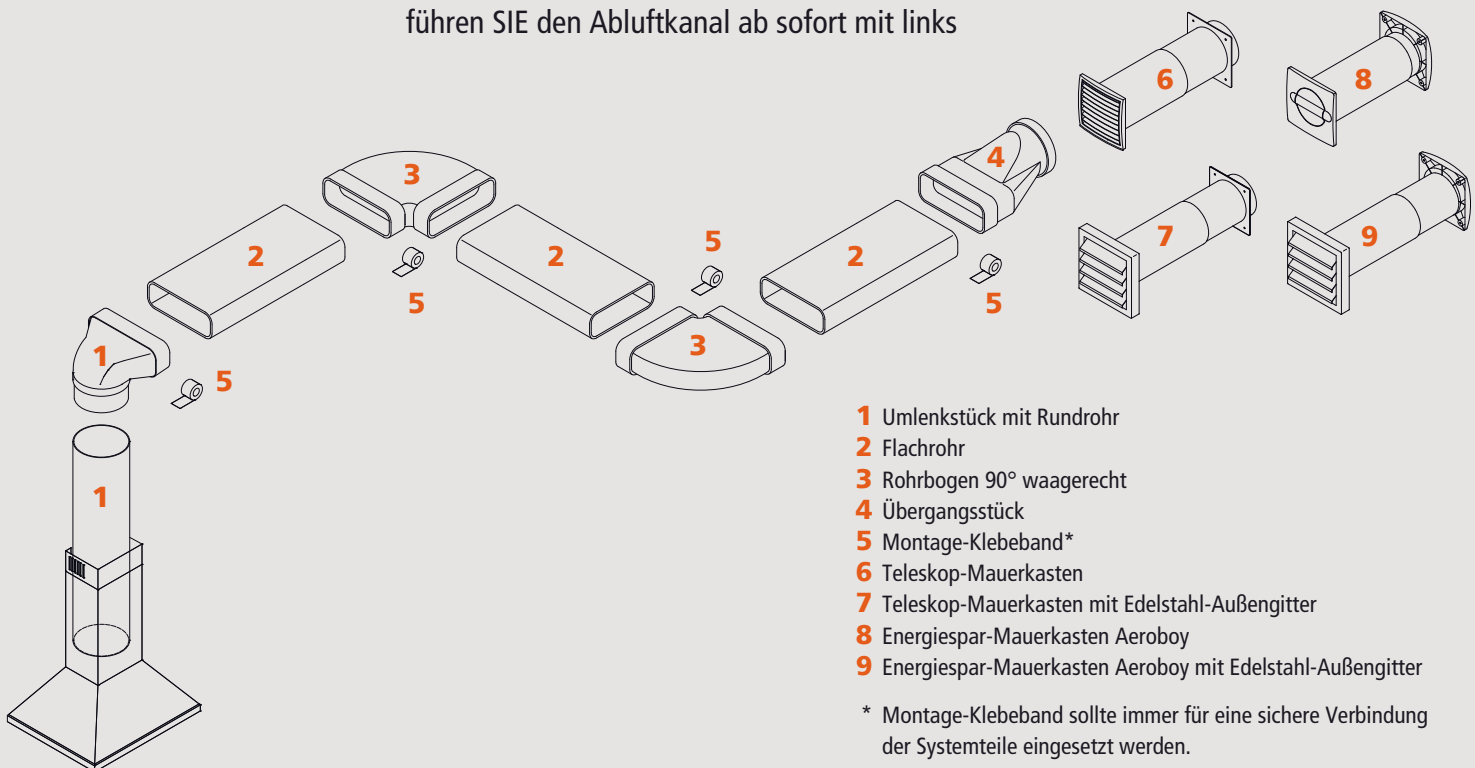 führen SIE den Abluftkanal ab sofort mit links
6
8
3
4
2
5
2
2
7
9
5
5
1
3
5
1
1 Umlenkstück mit Rundrohr
2 Flachrohr
3 Rohrbogen 90° waagerecht
4 Übergangsstück
5 Montage-Klebeband*
6 Teleskop-Mauerkasten
7 Teleskop-Mauerkasten mit Edelstahl-Außengitter
8 Energiespar-Mauerkasten Aeroboy
9 Energiespar-Mauerkasten Aeroboy mit Edelstahl-Außengitter
* Montage-Klebeband sollte immer für eine sichere Verbindung
der Systemteile eingesetzt werden.